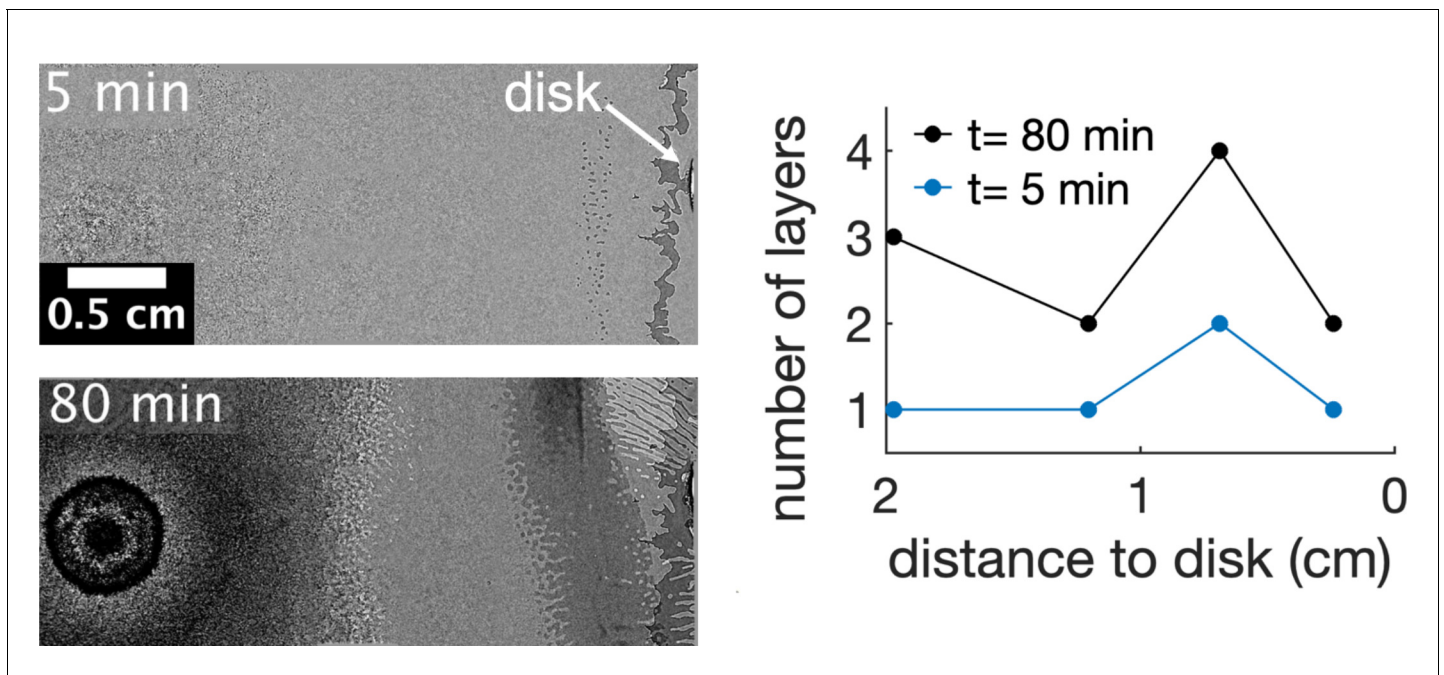 5 min
disk
0.5 cm
80 min
number of layers
4
3
2
1
t= 80 min
t= 5 min
2
1
0
distance to disk (cm)